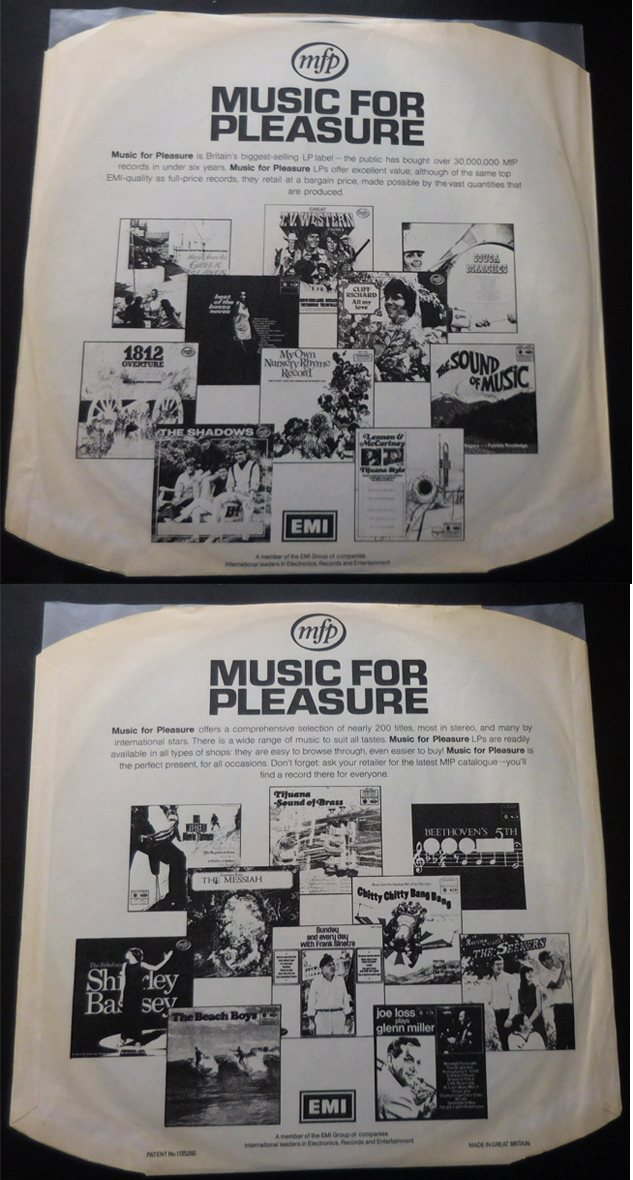 mfp
MUSIC FOR
PLEASURE
Music for Pleasure is Britain's biggest-selling LP label — the public has bought over 30,000,000 MfP
records in under six years. Music for Pleasure LPs offer excellent value; although of the same top
EMI-quality as full-price records, they retail at a bargain price, made possible by the vast quantities that
are produced.
GREAT
TV WESTERN
THEMES
SOUSA
MARCHES
best
of the
bossa
novas
CLIFF
RICHARD
All my
love
1812
OVERTURE
My Own
Nursery Rhyme
Record
THE SOUND
OF MUSIC
THE SHADOWS
Lennon &
McCartney
Tijuana Style
EMI
A member of the EMI Group of companies
International leaders in Electronics, Records and Entertainment
mfp
MUSIC FOR
PLEASURE
Music for Pleasure offers a comprehensive selection of nearly 200 titles, most in stereo, and many by
international stars. There is a wide range of music to suit all tastes. Music for Pleasure LPs are readily
available in all types of shops: they are easy to browse through, even easier to buy! Music for Pleasure is
the perfect present, for all occasions. Don't forget: ask your retailer for the latest MfP catalogue—you'll
find a record there for everyone.
Tijuana
Sound of Brass
WESTERN
Movie Themes
BEETHOVEN'S 5TH
THE MESSIAH
Chitty Chitty Bang Bang
Sunday
and every day
with Frank Sinatra
The Fabulous
Shirley
Bassey
THE SEEKERS
The Beach Boys
joe loss
plays
glenn miller
EMI
A member of the EMI Group of companies
International leaders in Electronics, Records and Entertainment
PATENT No.1125555
MADE IN GREAT BRITAIN